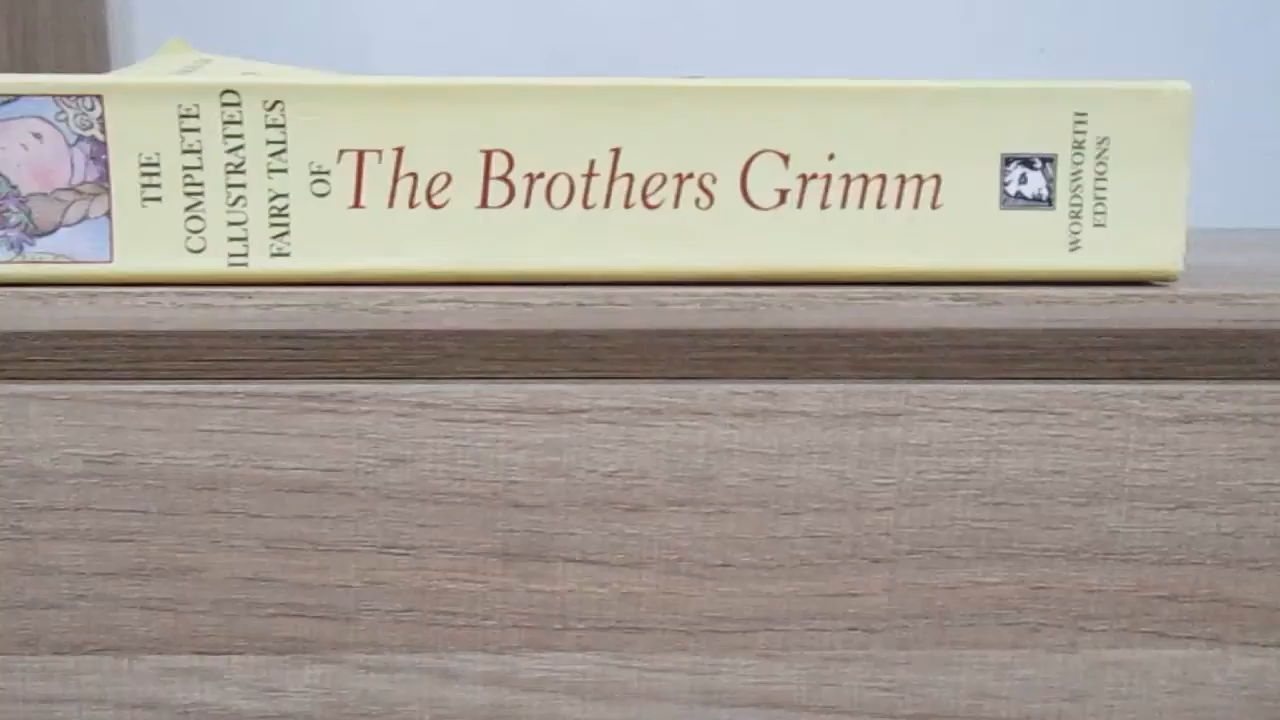 THE
COMPLETE
ILLUSTRATED
FAIRY TALES
OF
The Brothers Grimm
WORDSWORTH
EDITIONS